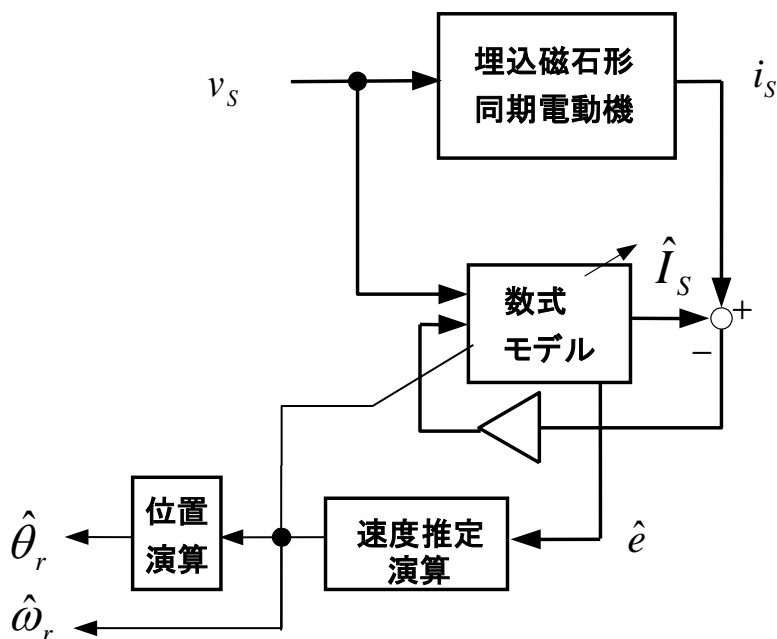 v_S
埋込磁石形
同期電動機
i_S
数式
モデル
Î_S
+
−
位置
演算
速度推定
演算
ê
θ̂_r
ω̂_r